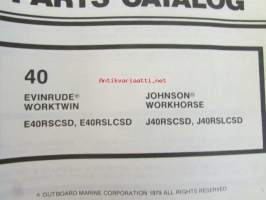 PARTS CATALOG
40
EVINRUDE® JOHNSON®
WORKTWIN WORKHORSE
E40RSCSD, E40RSLCSD J40RSCSD, J40RSLCSD
© OUTBOARD MARINE CORPORATION 1979 ALL RIGHTS RESERVED
Antikvariaatti.net